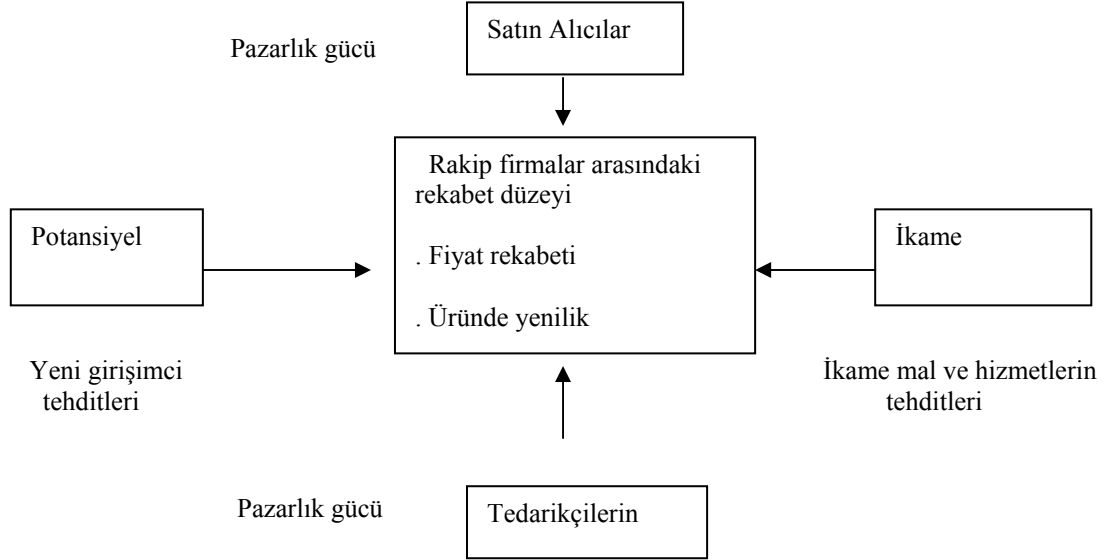 Satın Alıcılar
Pazarlık gücü
Rakip firmalar arasındaki
rekabet düzeyi
. Fiyat rekabeti
. Üründe yenilik
Potansiyel
İkame
Yeni girişimci
tehditleri
İkame mal ve hizmetlerin
tehditleri
Pazarlık gücü
Tedarikçilerin